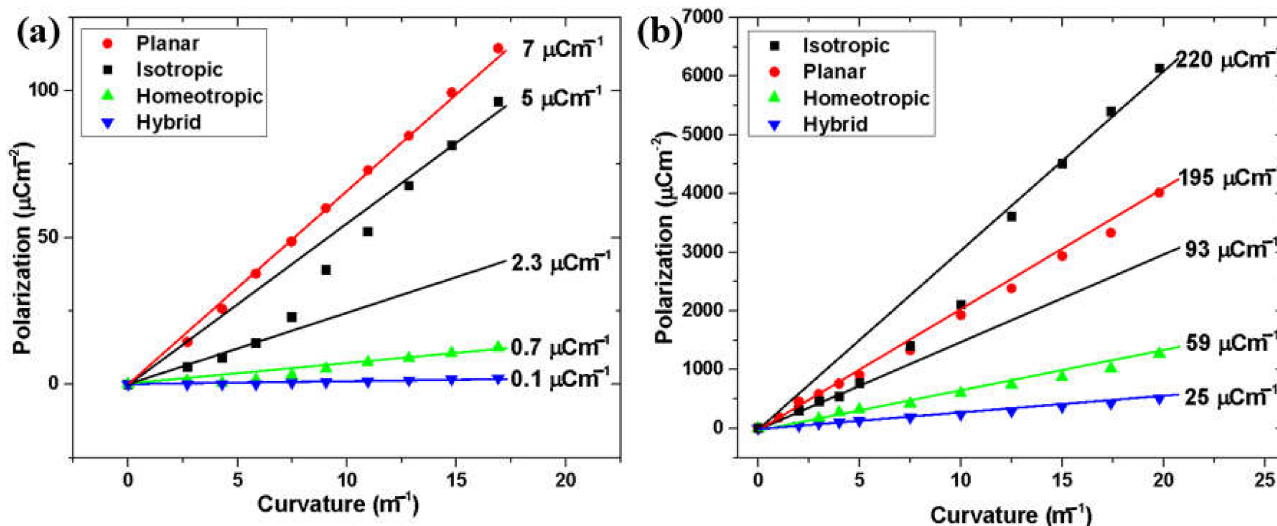 (a)
Planar
Isotropic
Homeotropic
Hybrid
7 μCm⁻¹
5 μCm⁻¹
2.3 μCm⁻¹
0.7 μCm⁻¹
0.1 μCm⁻¹
100
50
0
Polarization (μCm⁻²)
0 5 10 15 20
Curvature (m⁻¹)
(b)
Isotropic
Planar
Homeotropic
Hybrid
220 μCm⁻¹
195 μCm⁻¹
93 μCm⁻¹
59 μCm⁻¹
25 μCm⁻¹
7000
6000
5000
4000
3000
2000
1000
0
Polarization (μCm⁻²)
0 5 10 15 20 25
Curvature (m⁻¹)